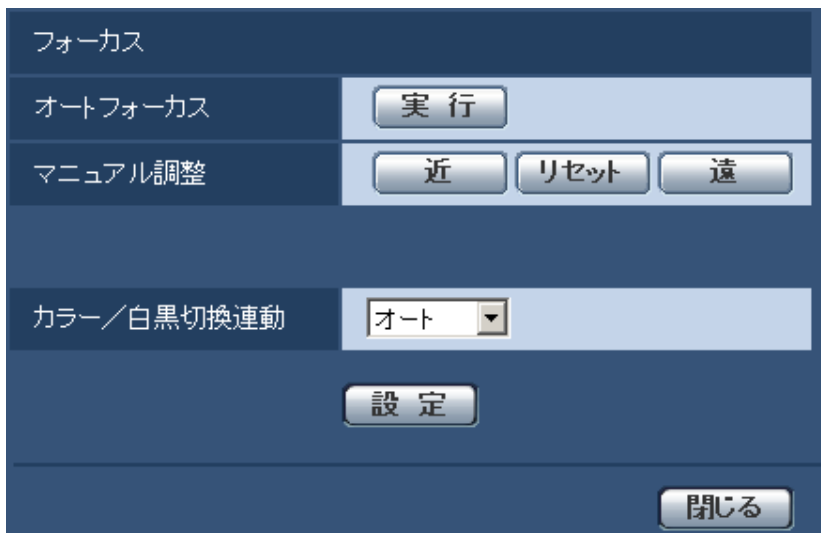 フォーカス
オートフォーカス 実 行
マニュアル調整 近 リセット 遠
カラー／白黒切換連動 オート
設 定
閉じる